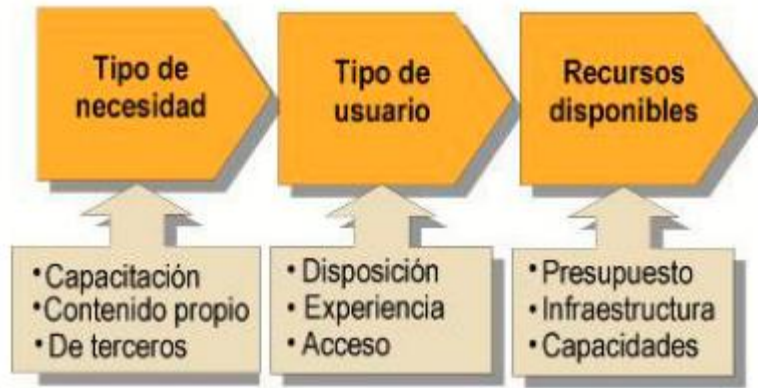 Tipo de
necesidad
Tipo de
usuario
Recursos
disponibles
• Capacitación
• Contenido propio
• De terceros
• Disposición
• Experiencia
• Acceso
• Presupuesto
• Infraestructura
• Capacidades